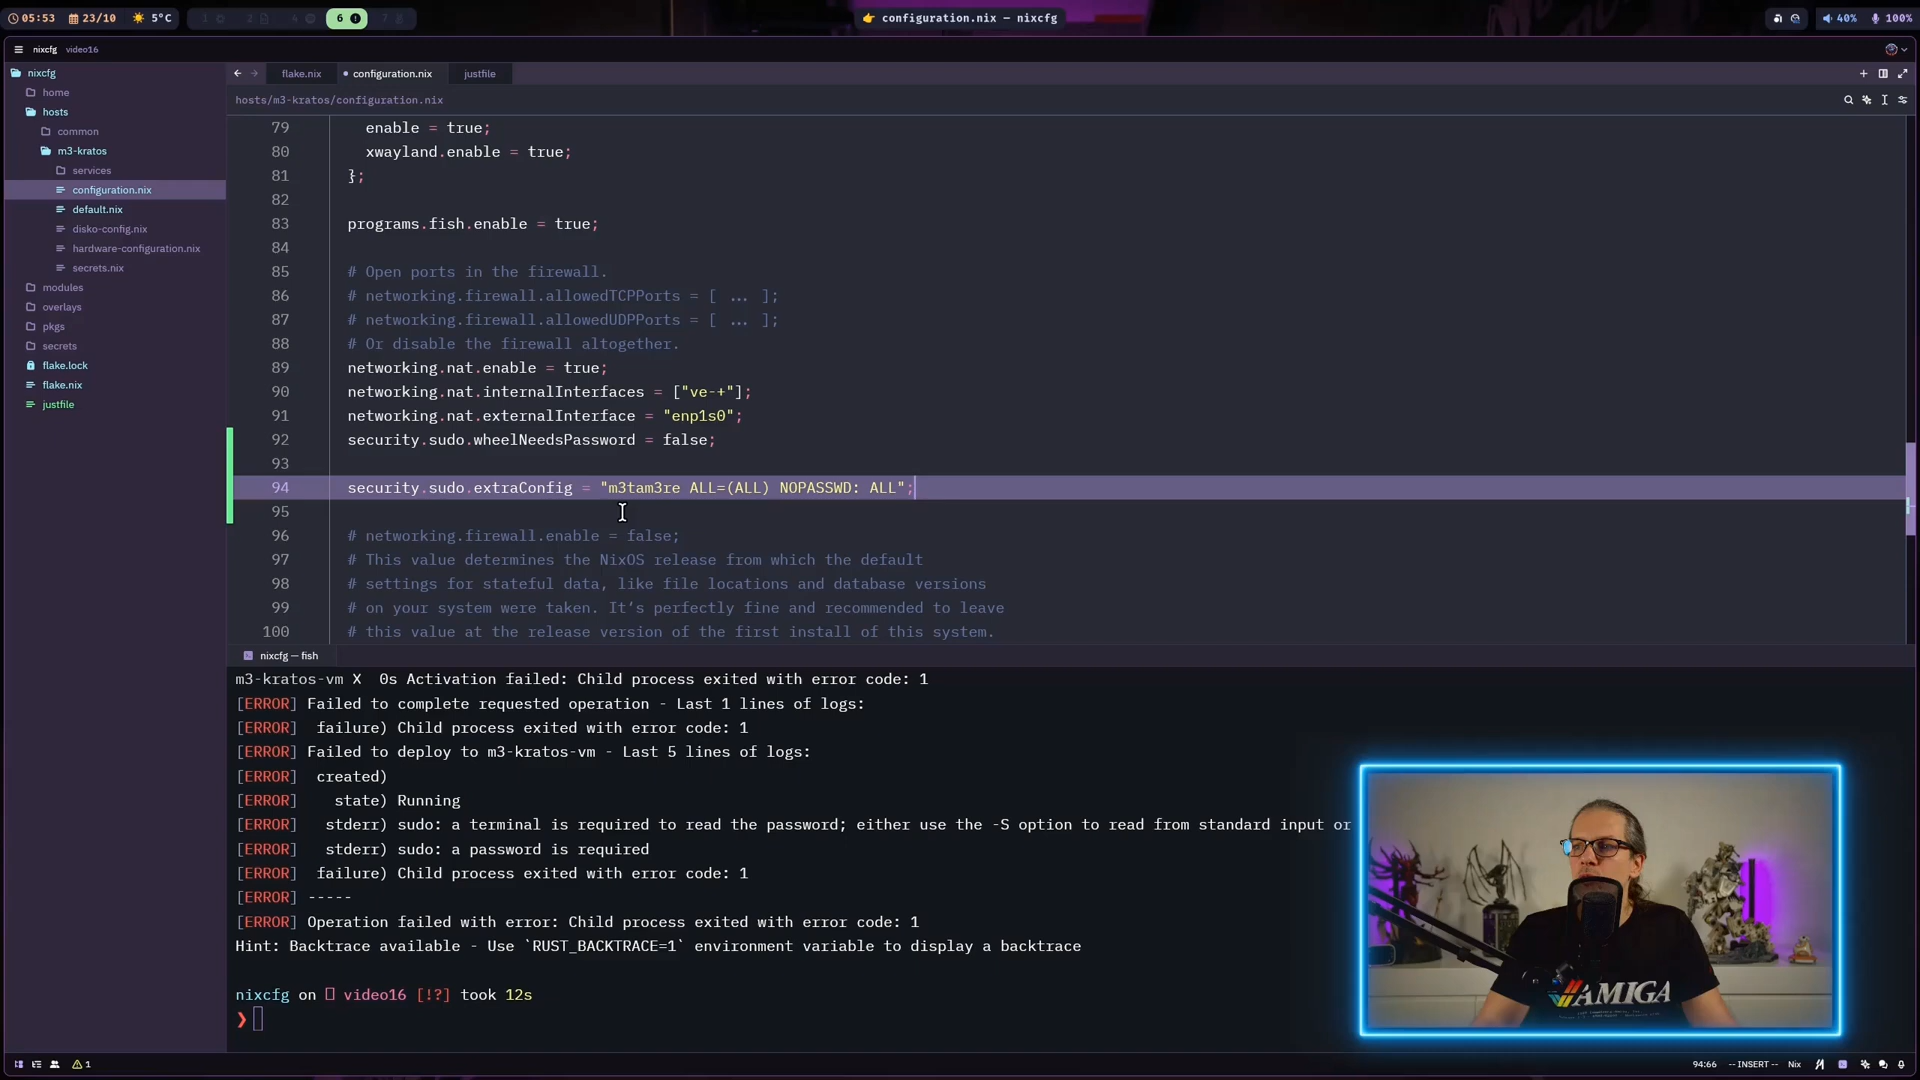 05:53 23/10 5°C 1 2 4 6 7 configuration.nix — nixcfg 40% 100%
nixcfg video16
nixcfg
home
hosts
common
m3-kratos
services
configuration.nix
default.nix
disko-config.nix
hardware-configuration.nix
secrets.nix
modules
overlays
pkgs
secrets
flake.lock
flake.nix
justfile
flake.nix configuration.nix justfile
hosts/m3-kratos/configuration.nix
79 enable = true;
80 xwayland.enable = true;
81 };
82
83 programs.fish.enable = true;
84
85 # Open ports in the firewall.
86 # networking.firewall.allowedTCPPorts = [ ... ];
87 # networking.firewall.allowedUDPPorts = [ ... ];
88 # Or disable the firewall altogether.
89 networking.nat.enable = true;
90 networking.nat.internalInterfaces = ["ve-+"];
91 networking.nat.externalInterface = "enp1s0";
92 security.sudo.wheelNeedsPassword = false;
93
94 security.sudo.extraConfig = "m3tam3re ALL=(ALL) NOPASSWD: ALL";
95
96 # networking.firewall.enable = false;
97 # This value determines the NixOS release from which the default
98 # settings for stateful data, like file locations and database versions
99 # on your system were taken. It's perfectly fine and recommended to leave
100 # this value at the release version of the first install of this system.
nixcfg — fish
m3-kratos-vm X 0s Activation failed: Child process exited with error code: 1
[ERROR] Failed to complete requested operation - Last 1 lines of logs:
[ERROR] failure) Child process exited with error code: 1
[ERROR] Failed to deploy to m3-kratos-vm - Last 5 lines of logs:
[ERROR] created)
[ERROR] state) Running
[ERROR] stderr) sudo: a terminal is required to read the password; either use the -S option to read from standard input or
[ERROR] stderr) sudo: a password is required
[ERROR] failure) Child process exited with error code: 1
[ERROR] -----
[ERROR] Operation failed with error: Child process exited with error code: 1
Hint: Backtrace available - Use `RUST_BACKTRACE=1` environment variable to display a backtrace
nixcfg on video16 [!?] took 12s
❯
AMIGA
1 94:66 -- INSERT -- Nix